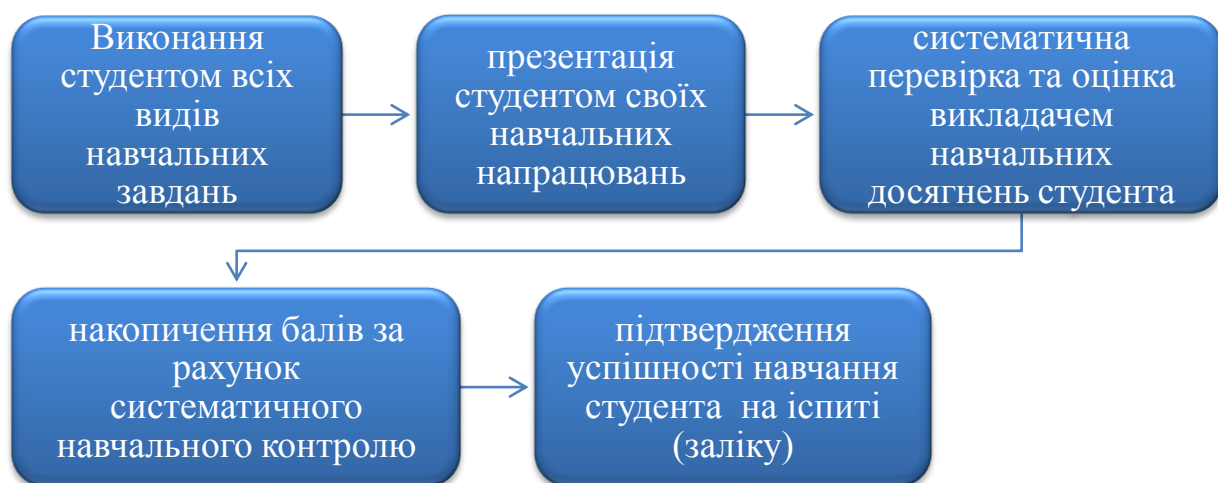 Виконання
студентом всіх
видів
навчальних
завдань
презентація
студентом своїх
навчальних
напрацювань
систематична
перевірка та оцінка
викладачем
навчальних
досягнень студента
накопичення балів за
рахунок
систематичного
навчального контролю
підтвердження
успішності навчання
студента на іспиті
(заліку)